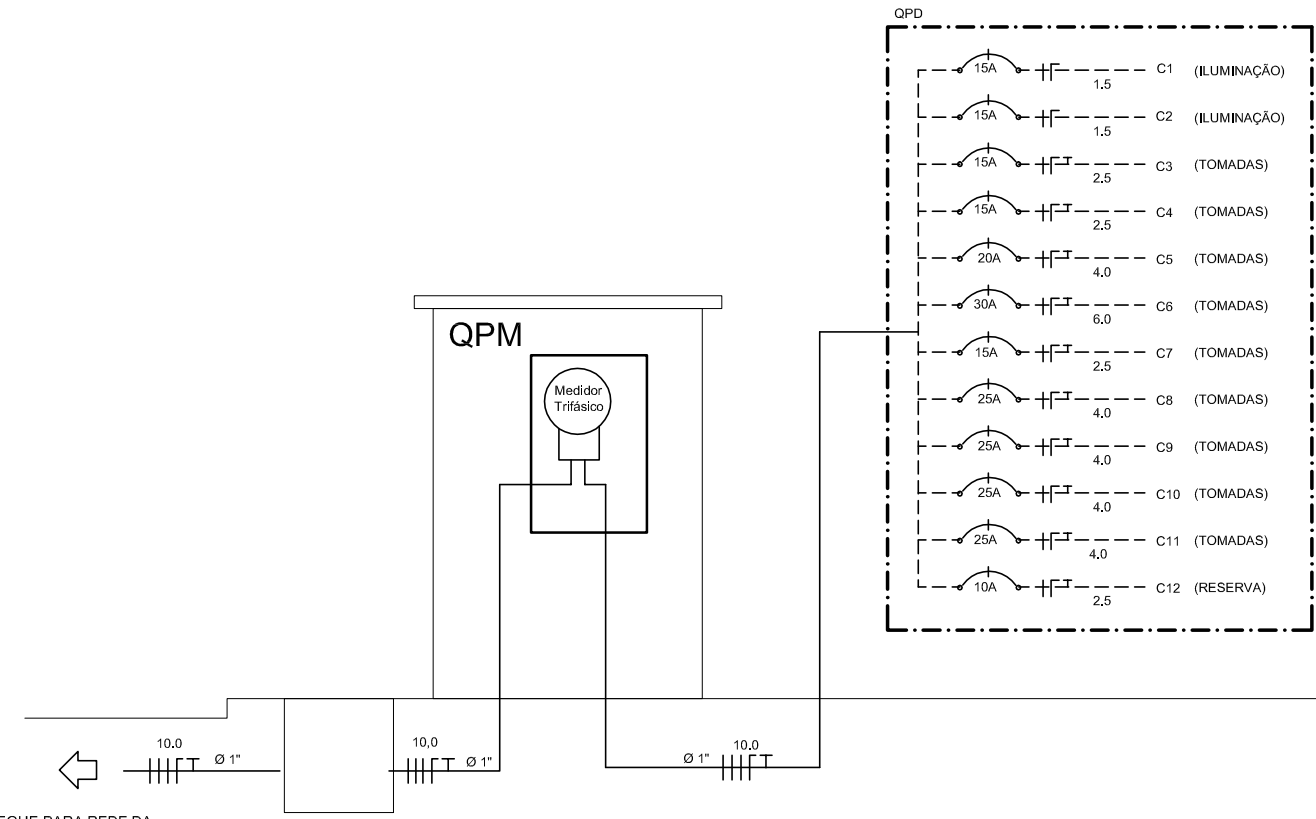 QPD
15A 1.5 C1 (ILUMINAÇÃO)
15A 1.5 C2 (ILUMINAÇÃO)
15A 2.5 C3 (TOMADAS)
15A 2.5 C4 (TOMADAS)
20A 4.0 C5 (TOMADAS)
30A 6.0 C6 (TOMADAS)
15A 2.5 C7 (TOMADAS)
25A 4.0 C8 (TOMADAS)
25A 4.0 C9 (TOMADAS)
25A 4.0 C10 (TOMADAS)
25A 4.0 C11 (TOMADAS)
10A 2.5 C12 (RESERVA)
QPM
Medidor
Trifásico
10.0 Ø 1"
10,0 Ø 1"
Ø 1" 10.0
PARA REDE DA